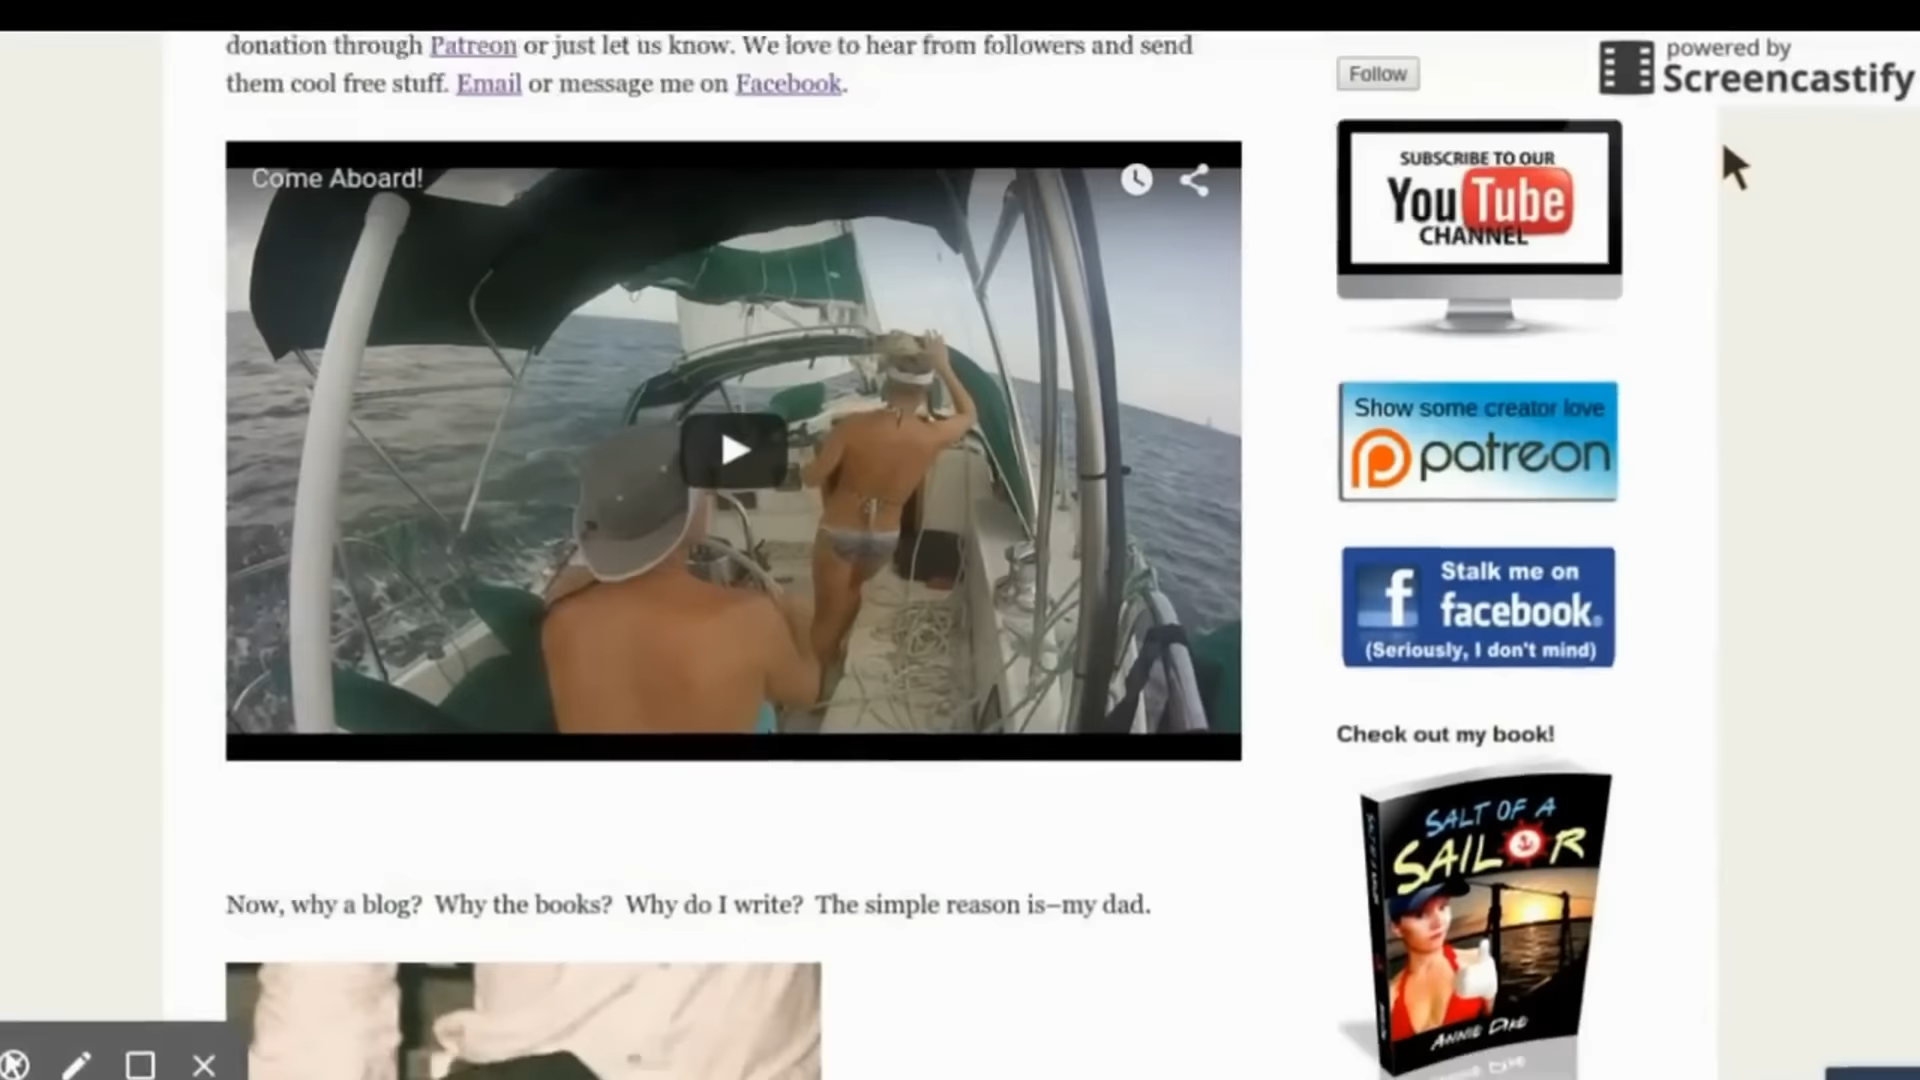 donation through Patreon or just let us know. We love to hear from followers and send
them cool free stuff. Email or message me on Facebook.
Come Aboard!
Now, why a blog?  Why the books?  Why do I write?  The simple reason is–my dad.
Follow
powered by
Screencastify
SUBSCRIBE TO OUR
YouTube
CHANNEL
Show some creator love
patreon
f
Stalk me on
facebook.
(Seriously, I don't mind)
Check out my book!
SALT OF A
SAILOR
ANNIE DIKE